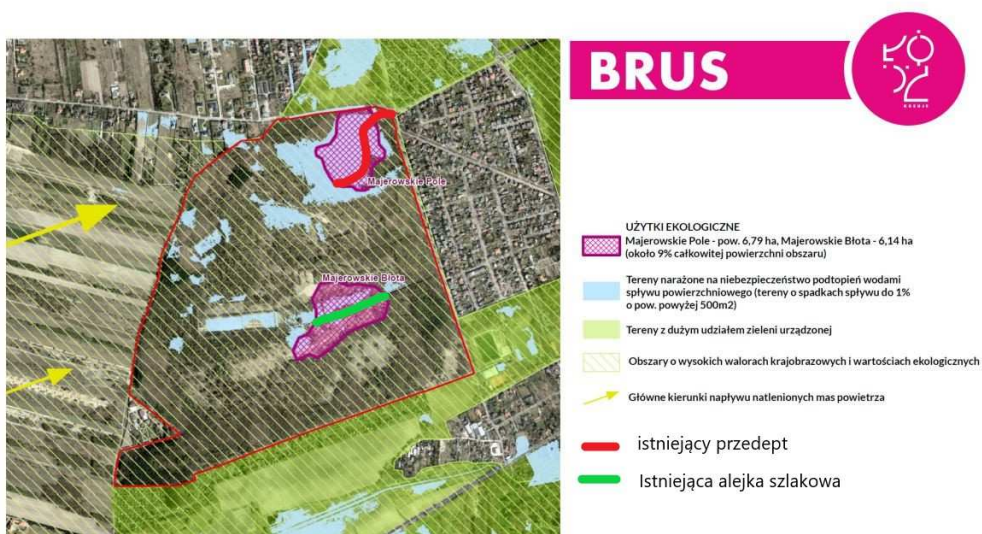 BRUS
ŁÓDŹ
KREUJE
Majerowskie Pole
Majerowskie Błota
UŻYTKI EKOLOGICZNE
Majerowskie Pole - pow. 6,79 ha, Majerowskie Błota - 6,14 ha
(około 9% całkowitej powierzchni obszaru)
Tereny narażone na niebezpieczeństwo podtopień wodami
spływu powierzchniowego (tereny o spadkach spływu do 1%
o pow. powyżej 500m2)
Tereny z dużym udziałem zieleni urządzonej
Obszary o wysokich walorach krajobrazowych i wartościach ekologicznych
Główne kierunki napływu natlenionych mas powietrza
istniejący przedept
Istniejąca alejka szlakowa